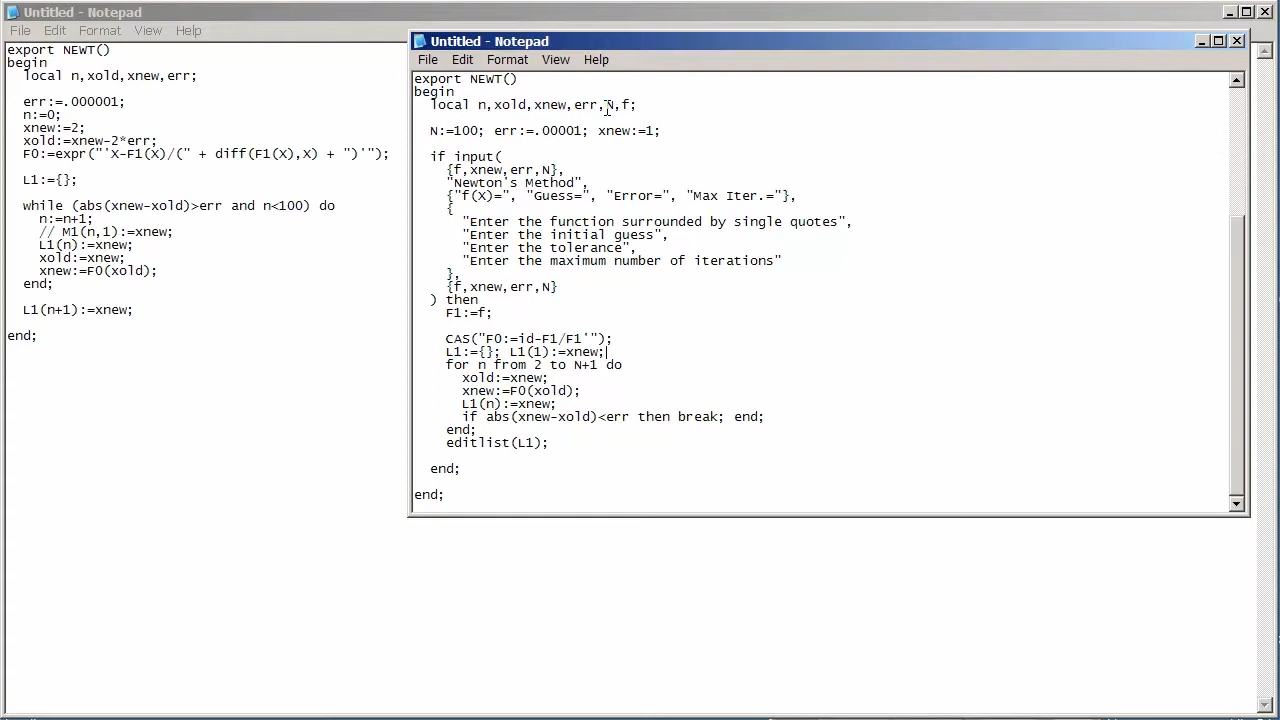 Untitled - Notepad
File Edit Format View Help
export NEWT()
begin
local n,xold,xnew,err;
err:=.000001;
n:=0;
xnew:=2;
xold:=xnew-2*err;
F0:=expr("'X-F1(X)/(" + diff(F1(X),X) + ")'");
L1:={};
while (abs(xnew-xold)>err and n<100) do
n:=n+1;
// M1(n,1):=xnew;
L1(n):=xnew;
xold:=xnew;
xnew:=F0(xold);
end;
L1(n+1):=xnew;
end;
Untitled - Notepad
File Edit Format View Help
export NEWT()
begin
local n,xold,xnew,err,N,f;
N:=100; err:=.00001; xnew:=1;
if input(
{f,xnew,err,N},
"Newton's Method",
{"f(X)=", "Guess=", "Error=", "Max Iter.="},
{
"Enter the function surrounded by single quotes",
"Enter the initial guess",
"Enter the tolerance",
"Enter the maximum number of iterations"
},
{f,xnew,err,N}
) then
F1:=f;
CAS("F0:=id-F1/F1'");
L1:={}; L1(1):=xnew;
for n from 2 to N+1 do
xold:=xnew;
xnew:=F0(xold);
L1(n):=xnew;
if abs(xnew-xold)<err then break; end;
end;
editlist(L1);
end;
end;